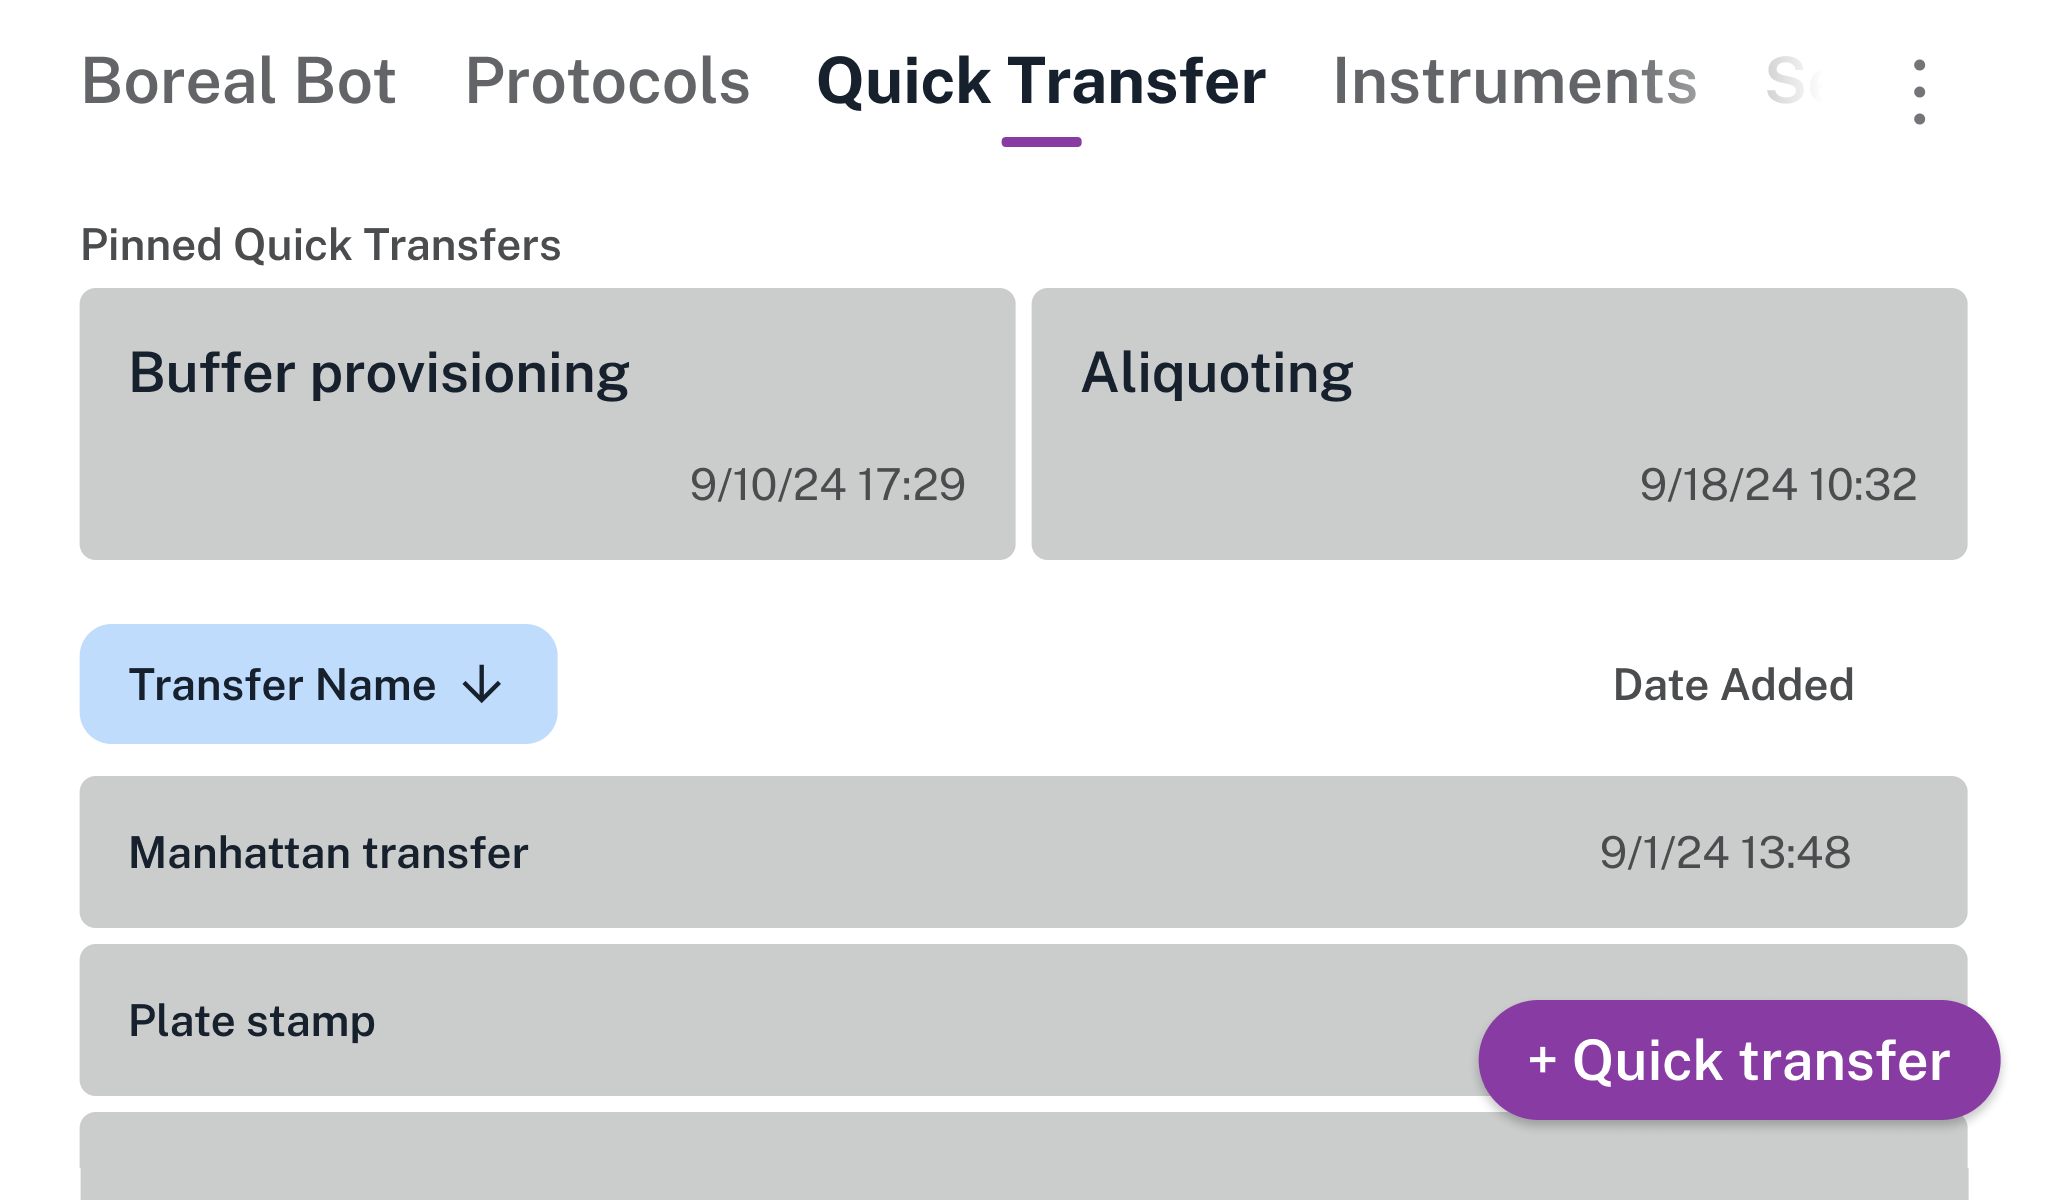 Boreal Bot Protocols Quick Transfer Instruments
Pinned Quick Transfers
Buffer provisioning
9/10/24 17:29
Aliquoting
9/18/24 10:32
Transfer Name ↓ Date Added
Manhattan transfer 9/1/24 13:48
Plate stamp
+ Quick transfer